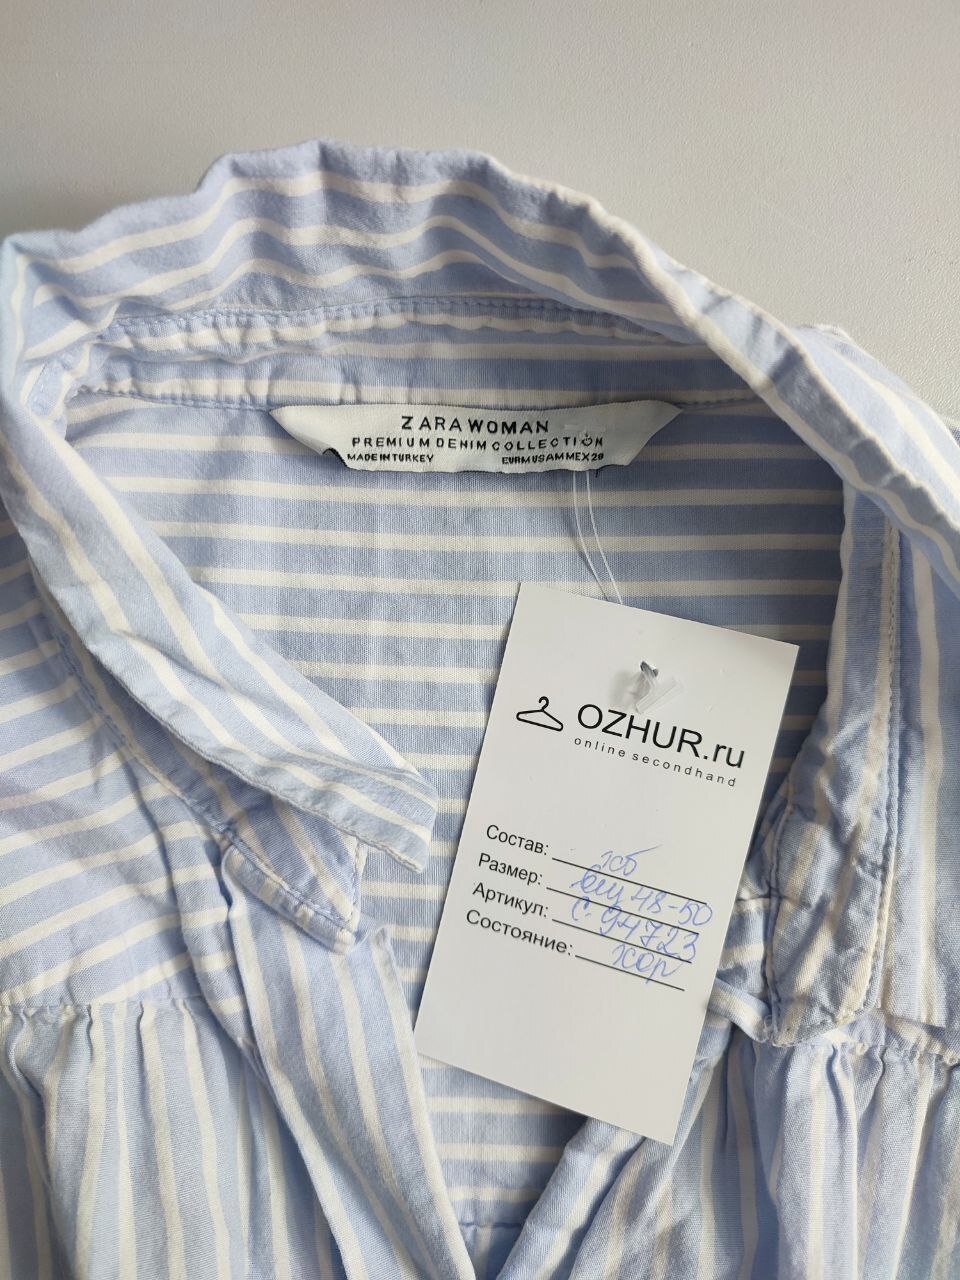 ZARA WOMAN
PREMIUM DENIM COLLECTION
MADE IN TURKEY EUR M USA M MEX 28
OZHUR.ru
online secondhand
Состав: хб
Размер: 48-50
Артикул: С-94723
Состояние: хор